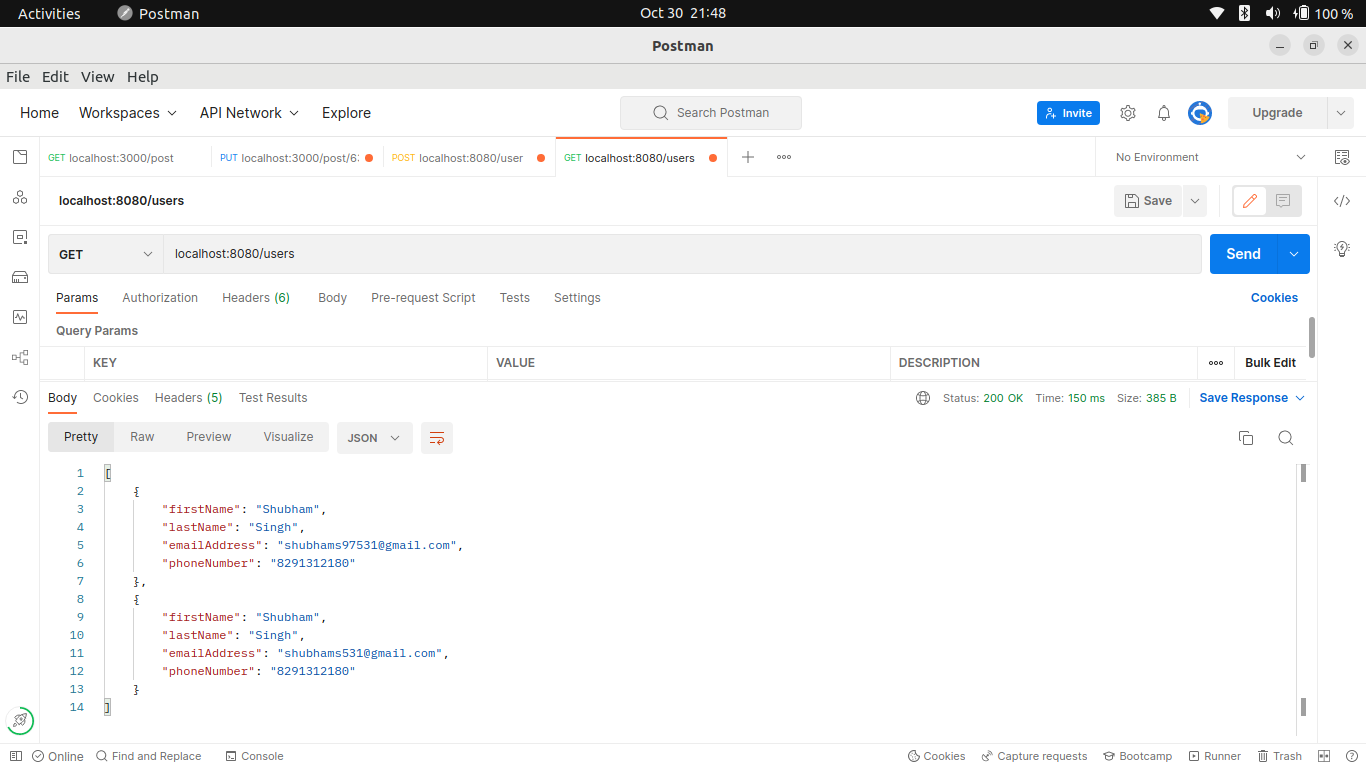 Activities Postman Oct 30 21:48 100 %
Postman
File Edit View Help
Home Workspaces API Network Explore Search Postman Invite Upgrade
GET localhost:3000/post PUT localhost:3000/post/6: POST localhost:8080/user GET localhost:8080/users No Environment
localhost:8080/users Save
GET localhost:8080/users Send
Params Authorization Headers (6) Body Pre-request Script Tests Settings Cookies
Query Params
KEY VALUE DESCRIPTION Bulk Edit
Body Cookies Headers (5) Test Results Status: 200 OK Time: 150 ms Size: 385 B Save Response
Pretty Raw Preview Visualize JSON
1 [
2 {
3 "firstName": "Shubham",
4 "lastName": "Singh",
5 "emailAddress": "shubhams97531@gmail.com",
6 "phoneNumber": "8291312180"
7 },
8 {
9 "firstName": "Shubham",
10 "lastName": "Singh",
11 "emailAddress": "shubhams531@gmail.com",
12 "phoneNumber": "8291312180"
13 }
14 ]
Online Find and Replace Console Cookies Capture requests Bootcamp Runner Trash